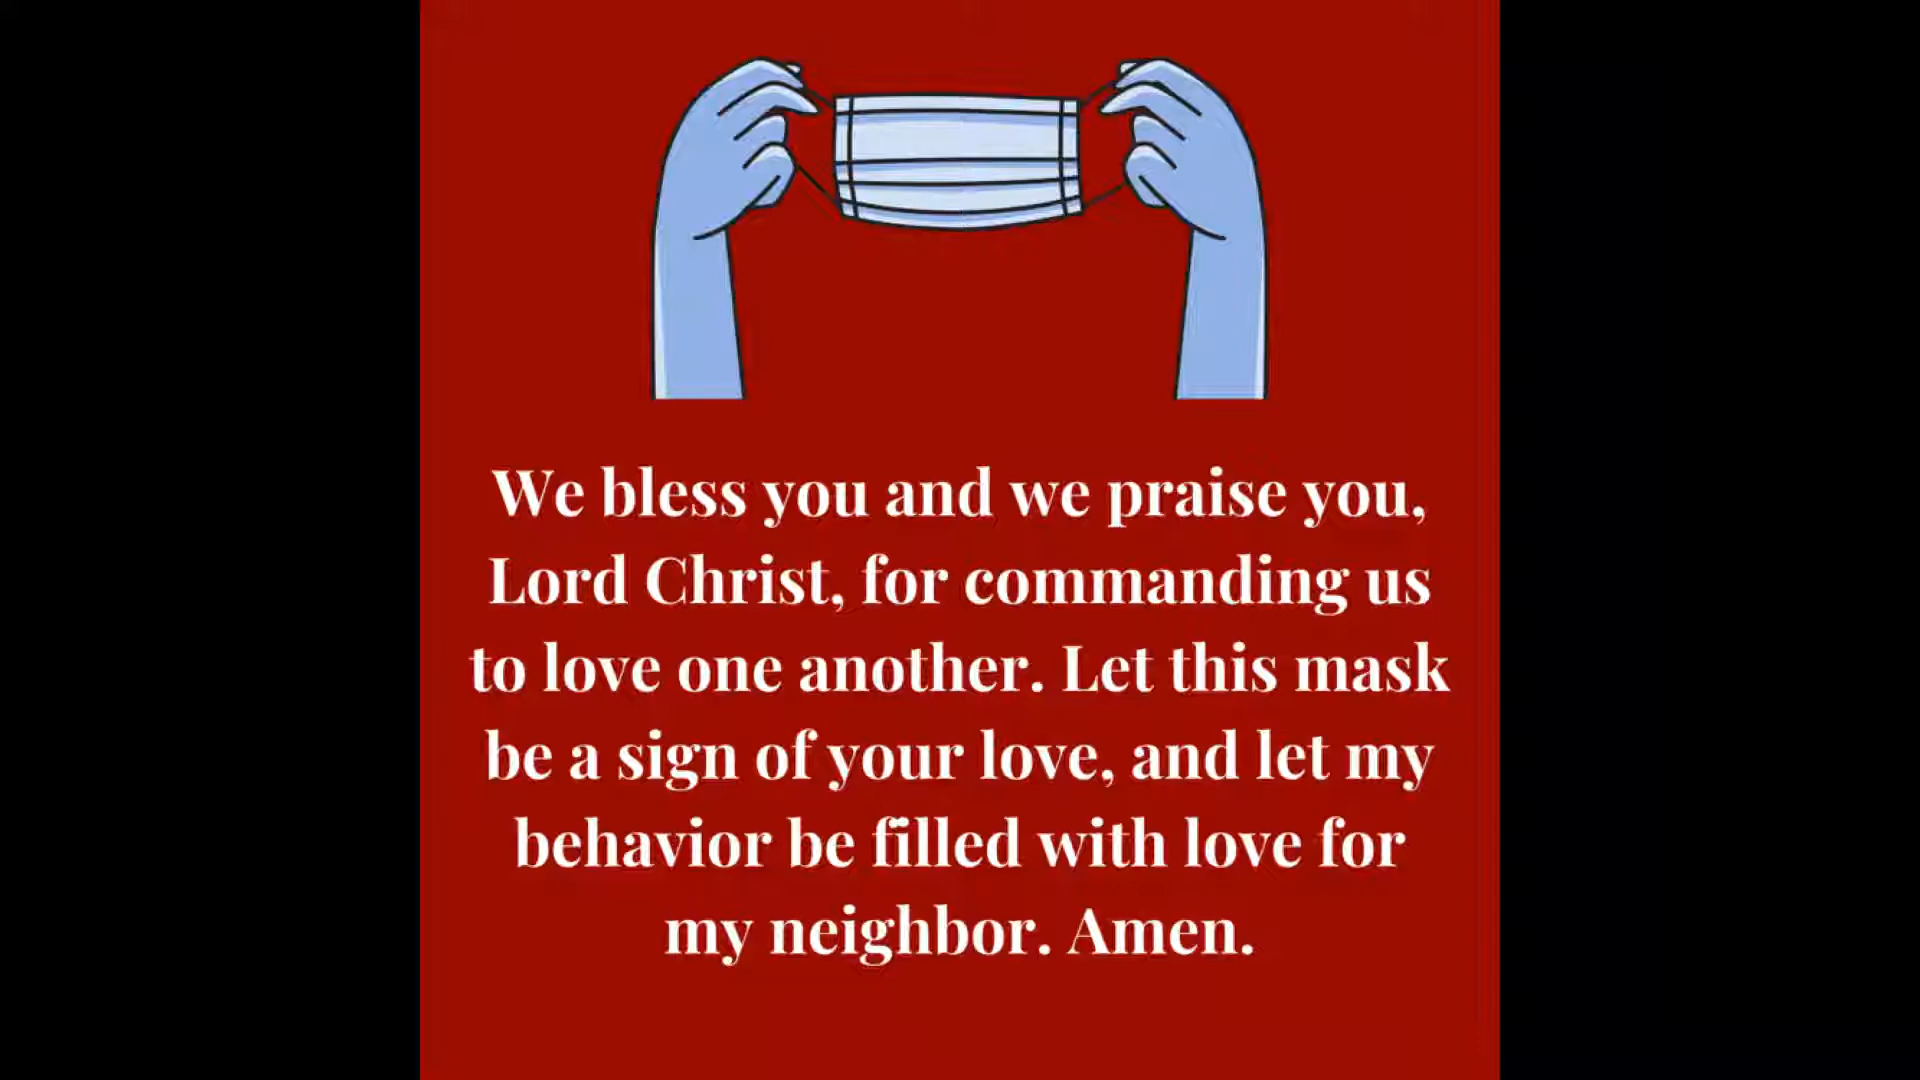 We bless you and we praise you,
Lord Christ, for commanding us
to love one another. Let this mask
be a sign of your love, and let my
behavior be filled with love for
my neighbor. Amen.